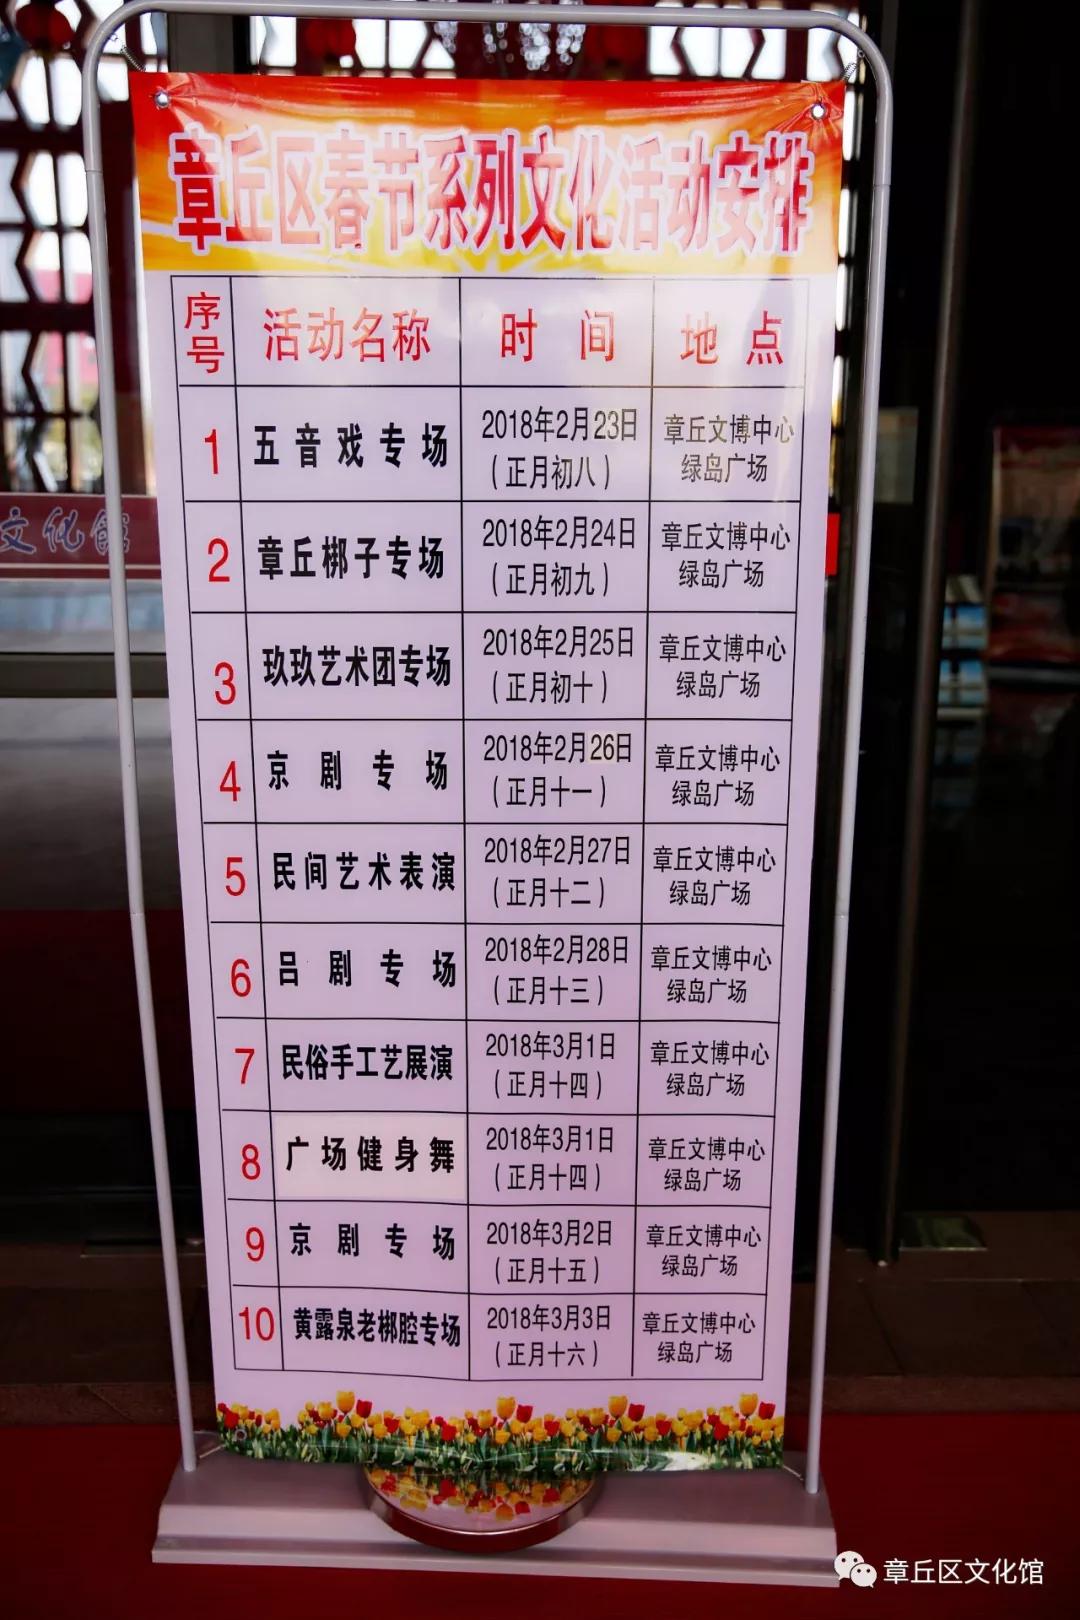 章丘区春节系列文化活动安排
序号 活动名称 时间 地点
1 五音戏专场 2018年2月23日 (正月初八) 章丘文博中心 绿岛广场
2 章丘梆子专场 2018年2月24日 (正月初九) 章丘文博中心 绿岛广场
3 玖玖艺术团专场 2018年2月25日 (正月初十) 章丘文博中心 绿岛广场
4 京剧专场 2018年2月26日 (正月十一) 章丘文博中心 绿岛广场
5 民间艺术表演 2018年2月27日 (正月十二) 章丘文博中心 绿岛广场
6 吕剧专场 2018年2月28日 (正月十三) 章丘文博中心 绿岛广场
7 民俗手工艺展演 2018年3月1日 (正月十四) 章丘文博中心 绿岛广场
8 广场健身舞 2018年3月1日 (正月十四) 章丘文博中心 绿岛广场
9 京剧专场 2018年3月2日 (正月十五) 章丘文博中心 绿岛广场
10 黄露泉老梆腔专场 2018年3月3日 (正月十六) 章丘文博中心 绿岛广场
文化馆
章丘区文化馆